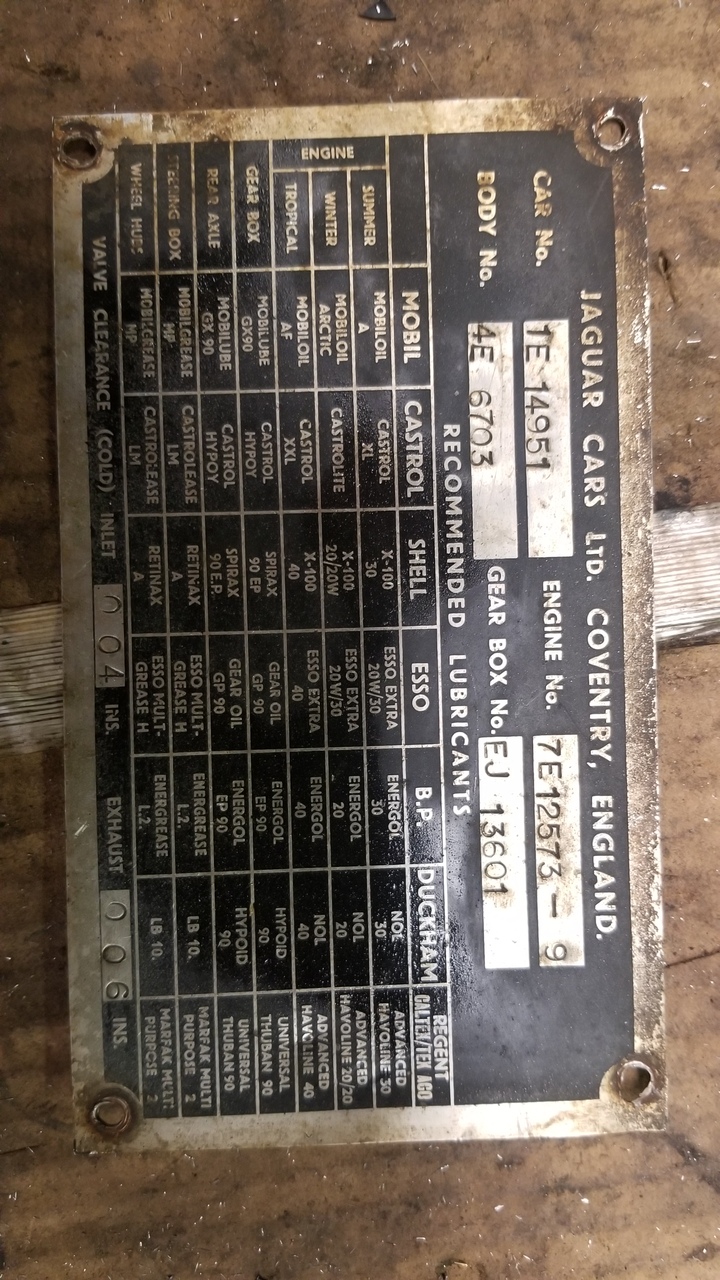 JAGUAR CARS LTD. COVENTRY, ENGLAND.
CAR No. 1E 14951 ENGINE No. 7E12573 - 9
BODY No. 4E 6703 GEAR BOX No. EJ 13601
RECOMMENDED LUBRICANTS
MOBIL CASTROL SHELL ESSO B.P. DUCKHAM REGENT CALTEX/TEXACO
ENGINE
SUMMER MOBILOIL A CASTROL XL X-100 30 ESSO EXTRA 20W/30 ENERGOL 30 NOL 30 ADVANCED HAVOLINE 30
WINTER MOBILOIL ARCTIC CASTROLITE X-100 20/20W ESSO EXTRA 20W/30 ENERGOL 20 NOL 20 ADVANCED HAVOLINE 20/20
TROPICAL MOBILOIL AF CASTROL XXL X-100 40 ESSO EXTRA 40 ENERGOL 40 NOL 40 ADVANCED HAVOLINE 40
GEAR BOX MOBILUBE GX90 CASTROL HYPOY SPIRAX 90 EP GEAR OIL GP 90 ENERGOL EP 90 HYPOID 90 UNIVERSAL THUBAN 90
REAR AXLE MOBILUBE GX 90 CASTROL HYPOY SPIRAX 90 E.P. GEAR OIL GP 90 ENERGOL EP 90 HYPOID 90 UNIVERSAL THUBAN 90
STEERING BOX MOBILGREASE MP CASTROLEASE LM RETINAX A ESSO MULT-GREASE H ENERGREASE L.2. LB 10. MARFAK MULTI PURPOSE 2
WHEEL HUBS MOBILGREASE MP CASTROLEASE LM RETINAX A ESSO MULT-GREASE H ENERGREASE L.2. LB 10. MARFAK MULTI PURPOSE 2
VALVE CLEARANCE (COLD) INLET .004 INS. EXHAUST 006 INS.